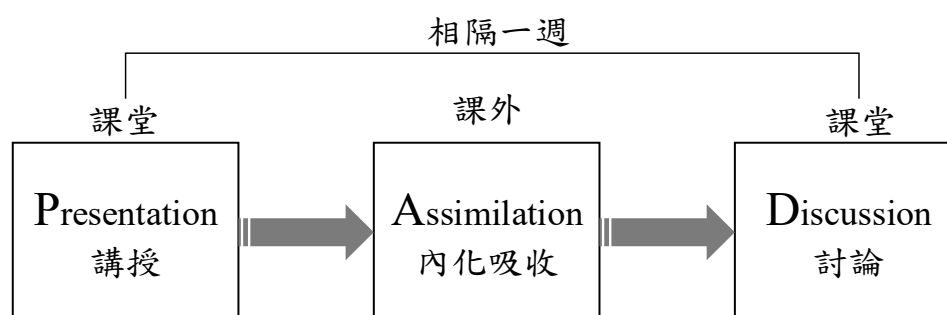 相隔一週
課堂
課外
課堂
Presentation
講授
Assimilation
內化吸收
Discussion
討論